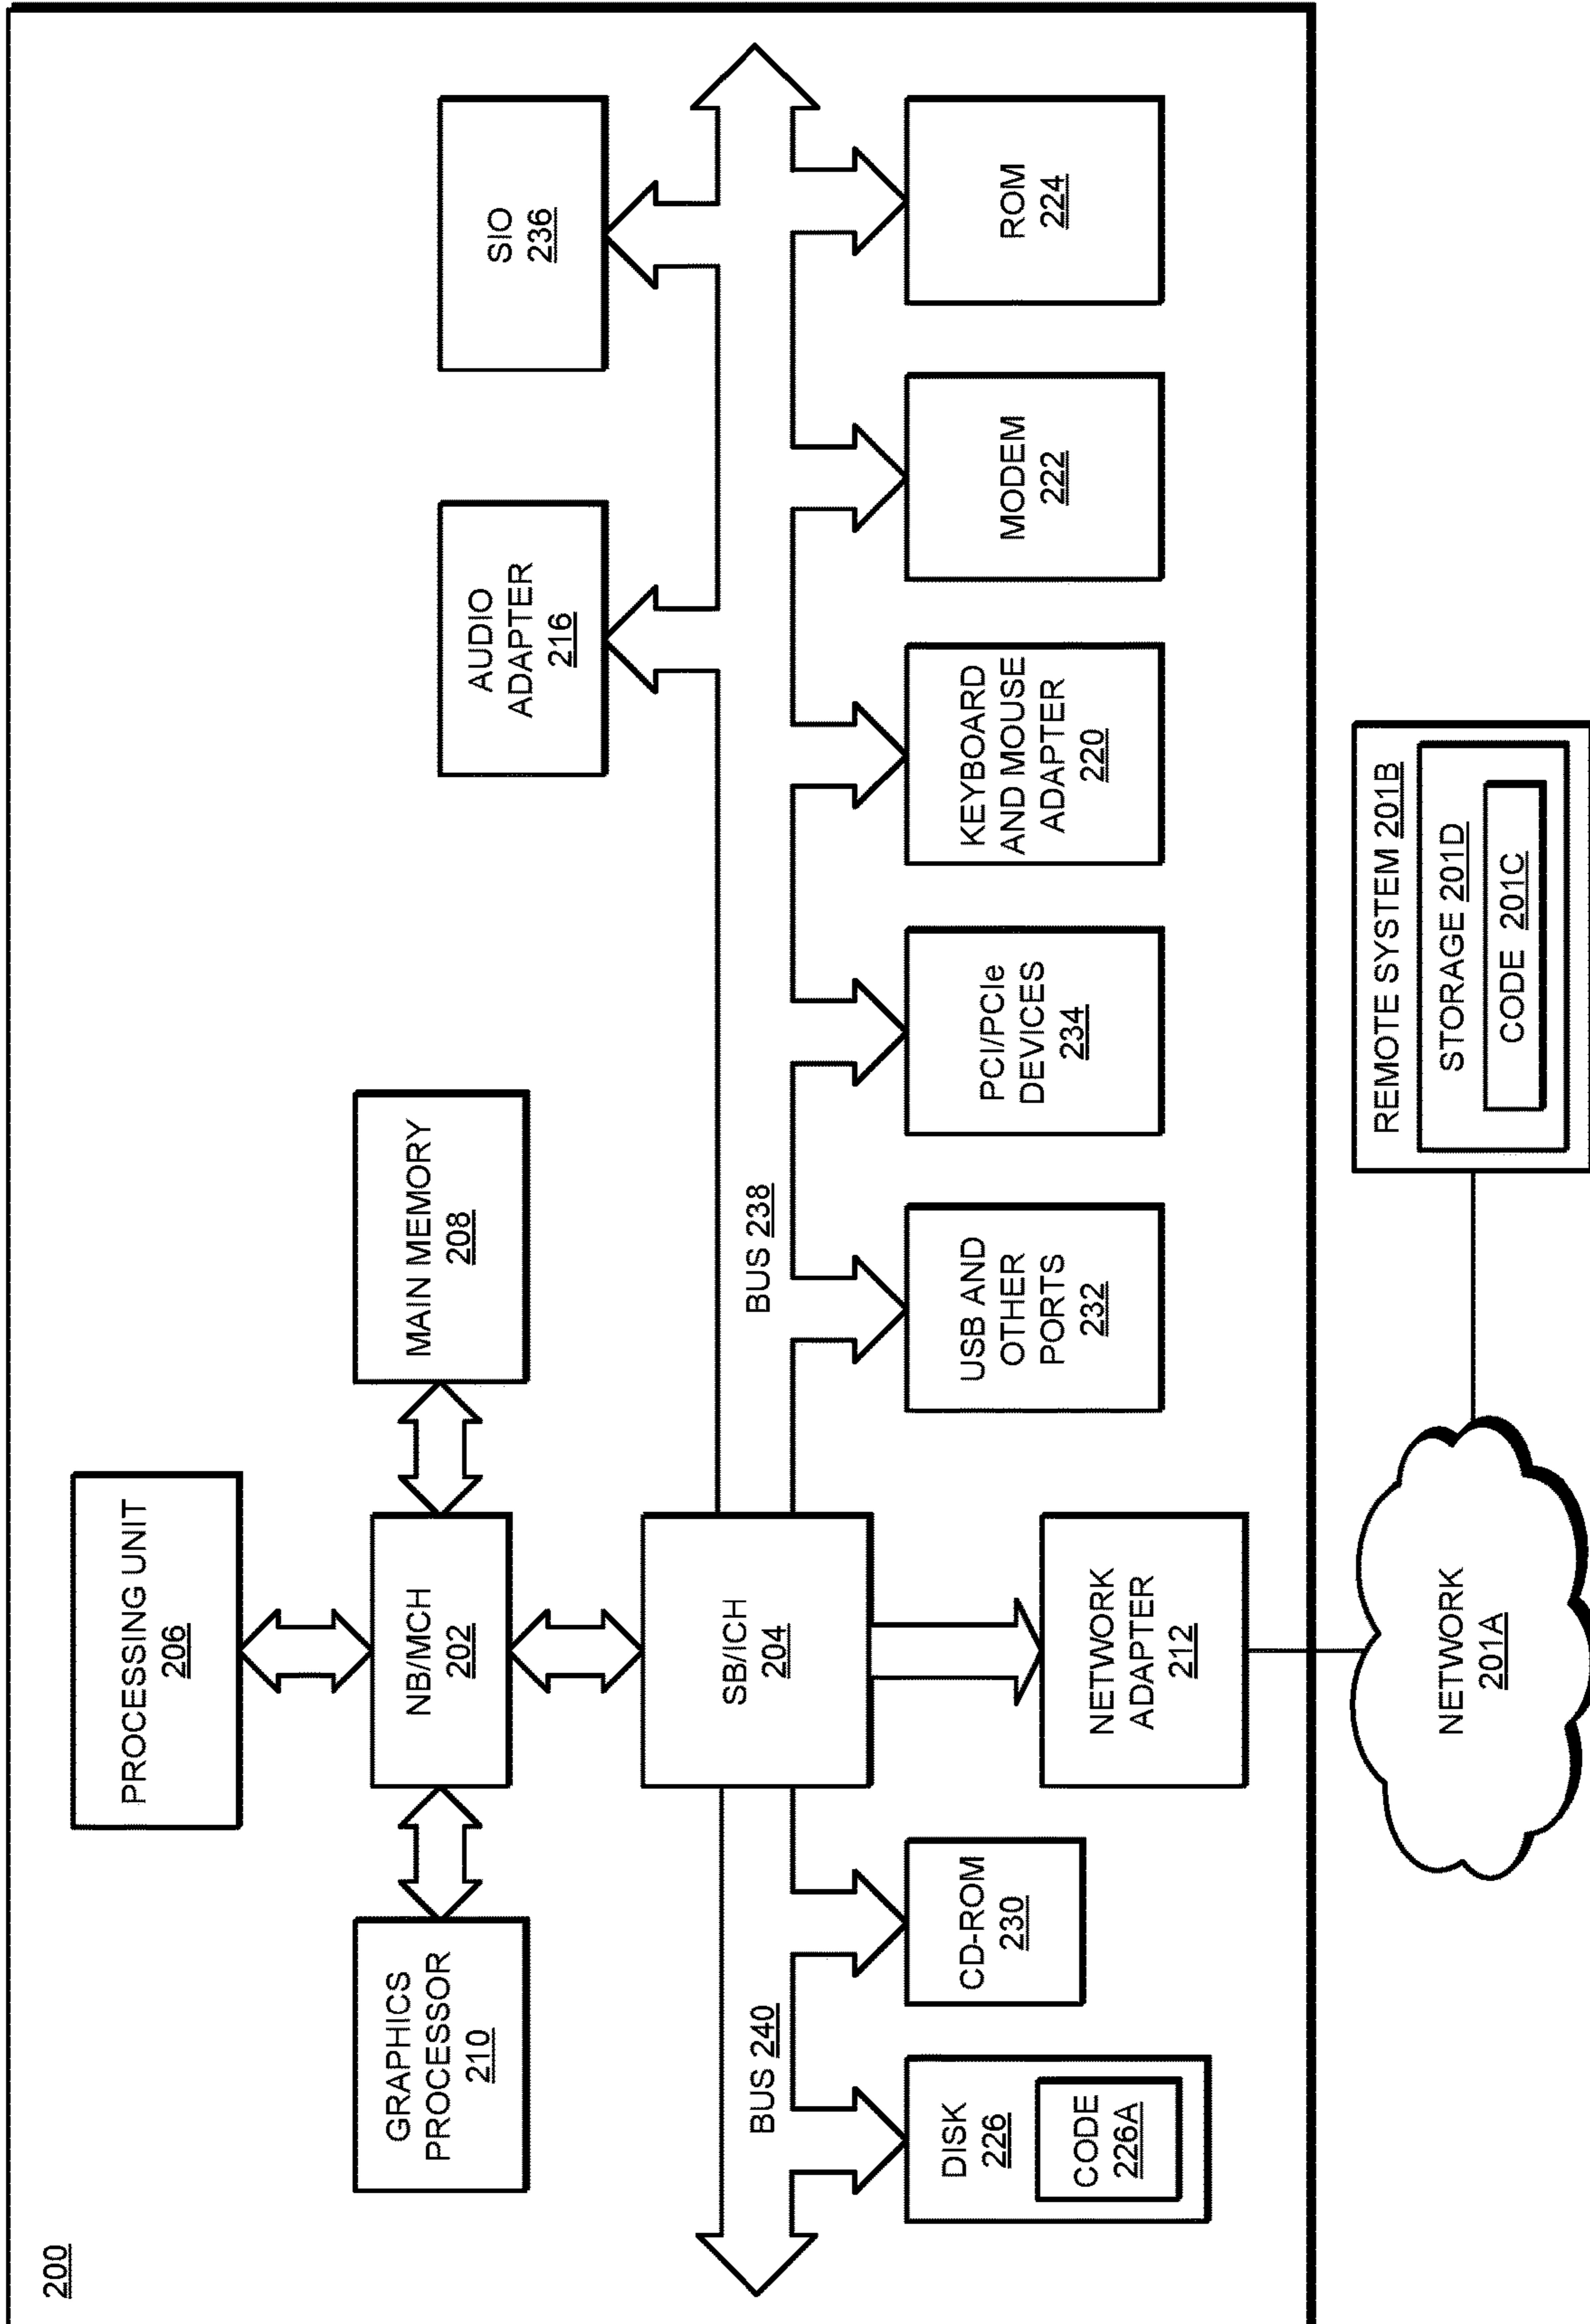 200
PROCESSING UNIT
206
GRAPHICS
PROCESSOR
210
NB/MCH
202
MAIN MEMORY
208
AUDIO
ADAPTER
216
SIO
236
SB/ICH
204
BUS 240
BUS 238
DISK
226
CODE
226A
CD-ROM
230
NETWORK
ADAPTER
212
USB AND
OTHER
PORTS
232
PCI/PCIe
DEVICES
234
KEYBOARD
AND MOUSE
ADAPTER
220
MODEM
222
ROM
224
NETWORK
201A
REMOTE SYSTEM 201B
STORAGE 201D
CODE 201C